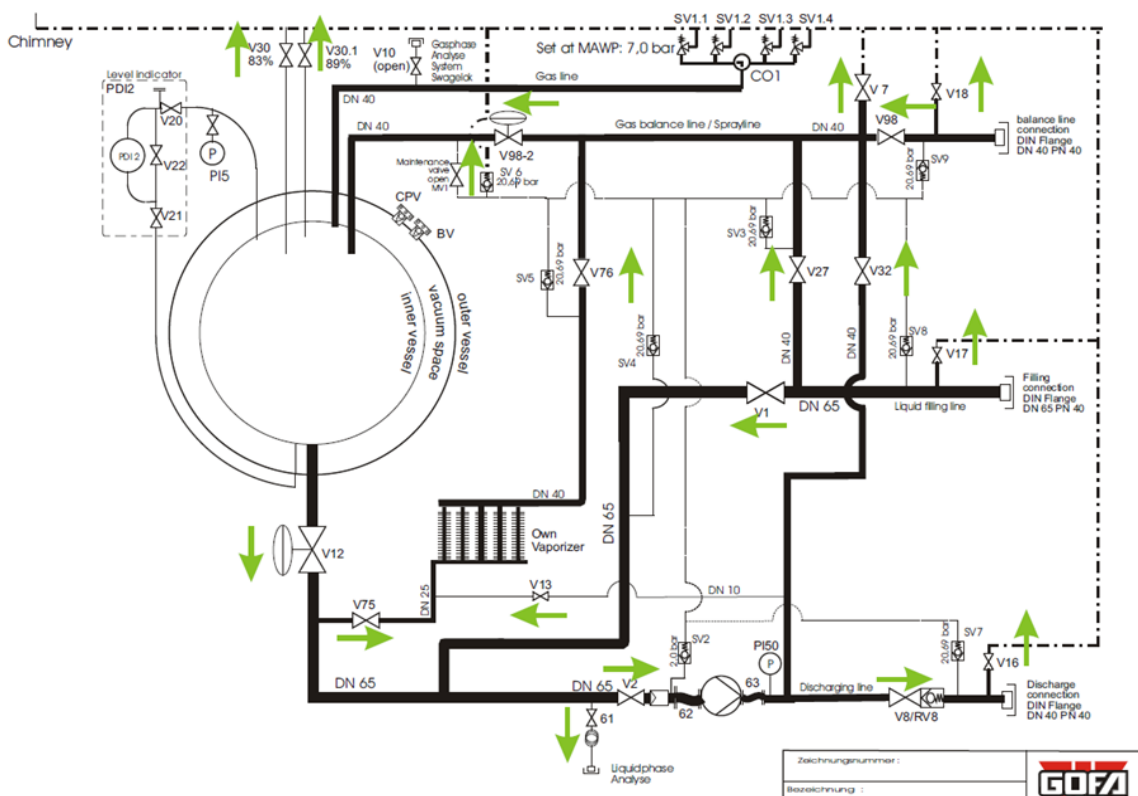 Chimney
V30
83%
V30.1
89%
V10
(open)
Gasphase
Analyse
System
Swagelok
SV1.1
SV1.2
SV1.3
SV1.4
Set at MAWP: 7,0 bar
CO1
Gas line
DN 40
Level indicator
PDI2
V20
V22
PDI 2
V21
P
PI5
DN 40
V98-2
Gas balance line / Sprayline
DN 40
V 7
V18
V98
balance line
connection
DIN Flange
DN 40 PN 40
Maintenance
valve
open
MV1
SV 6
20,69 bar
SV9
20,69 bar
CPV
BV
outer vessel
vacuum space
inner vessel
SV5
20,69 bar
V76
SV3
20,69 bar
V27
V32
SV4
20,69 bar
DN 40
DN 40
SV8
20,69 bar
V17
V1
DN 65
Liquid filling line
Filling
connection
DIN Flange
DN 65 PN 40
DN 40
Own
Vaporizer
DN 65
V12
V75
DN 25
V13
DN 10
SV2
2,0 bar
PI50
P
SV7
20,69 bar
V16
DN 65
DN 65
V2
62
63
Discharging line
V8/RV8
Discharge
connection
DIN Flange
DN 40 PN 40
61
Liquidphase
Analyse
Zeichnungsnummer :
Bezeichnung :
GOFA